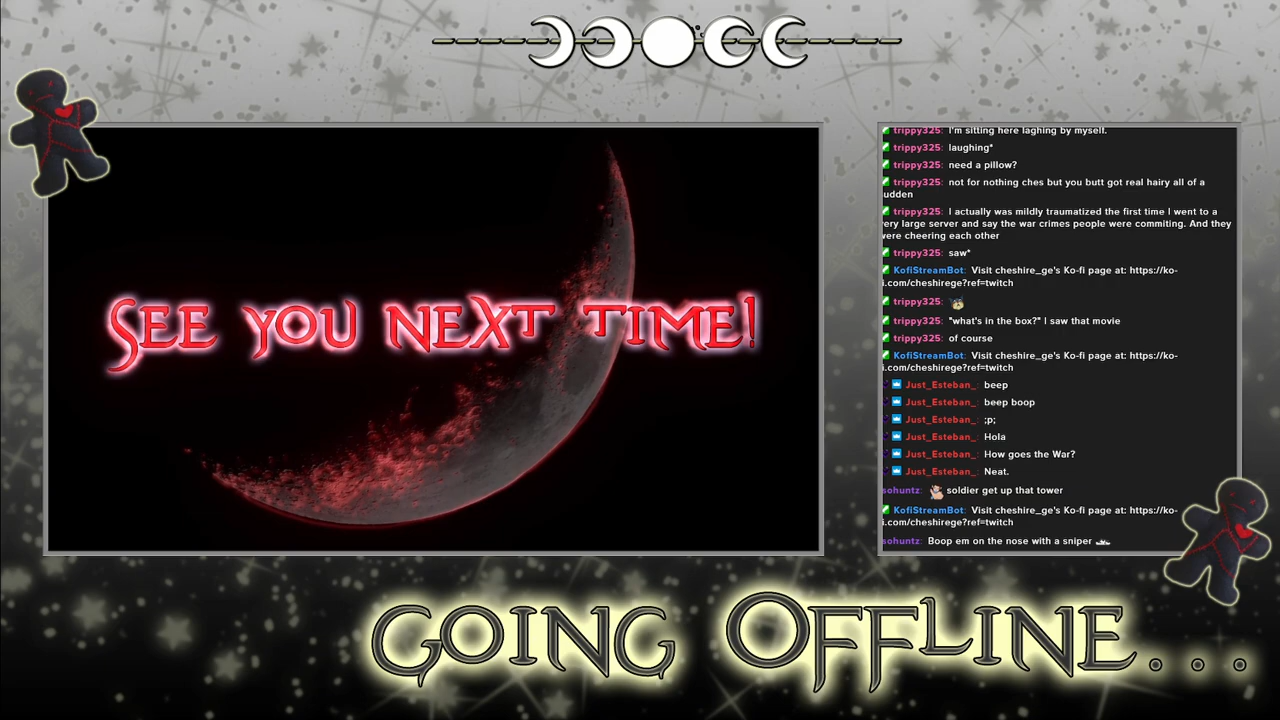 trippy325: I'm sitting here laghing by myself.
trippy325: laughing*
trippy325: need a pillow?
trippy325: not for nothing ches but you butt got real hairy all of a
udden
trippy325: I actually was mildly traumatized the first time I went to a
ery large server and say the war crimes people were commiting. And they
were cheering each other
trippy325: saw*
KofiStreamBot: Visit cheshire_ge's Ko-fi page at: https://ko-
i.com/cheshirege?ref=twitch
trippy325:
trippy325: "what's in the box?" I saw that movie
trippy325: of course
KofiStreamBot: Visit cheshire_ge's Ko-fi page at: https://ko-
i.com/cheshirege?ref=twitch
Just_Esteban_: beep
Just_Esteban_: beep boop
Just_Esteban_: ;p;
Just_Esteban_: Hola
Just_Esteban_: How goes the War?
Just_Esteban_: Neat.
sohuntz: soldier get up that tower
KofiStreamBot: Visit cheshire_ge's Ko-fi page at: https://ko-
i.com/cheshirege?ref=twitch
sohuntz: Boop em on the nose with a sniper
See you next time!
Going Offline...